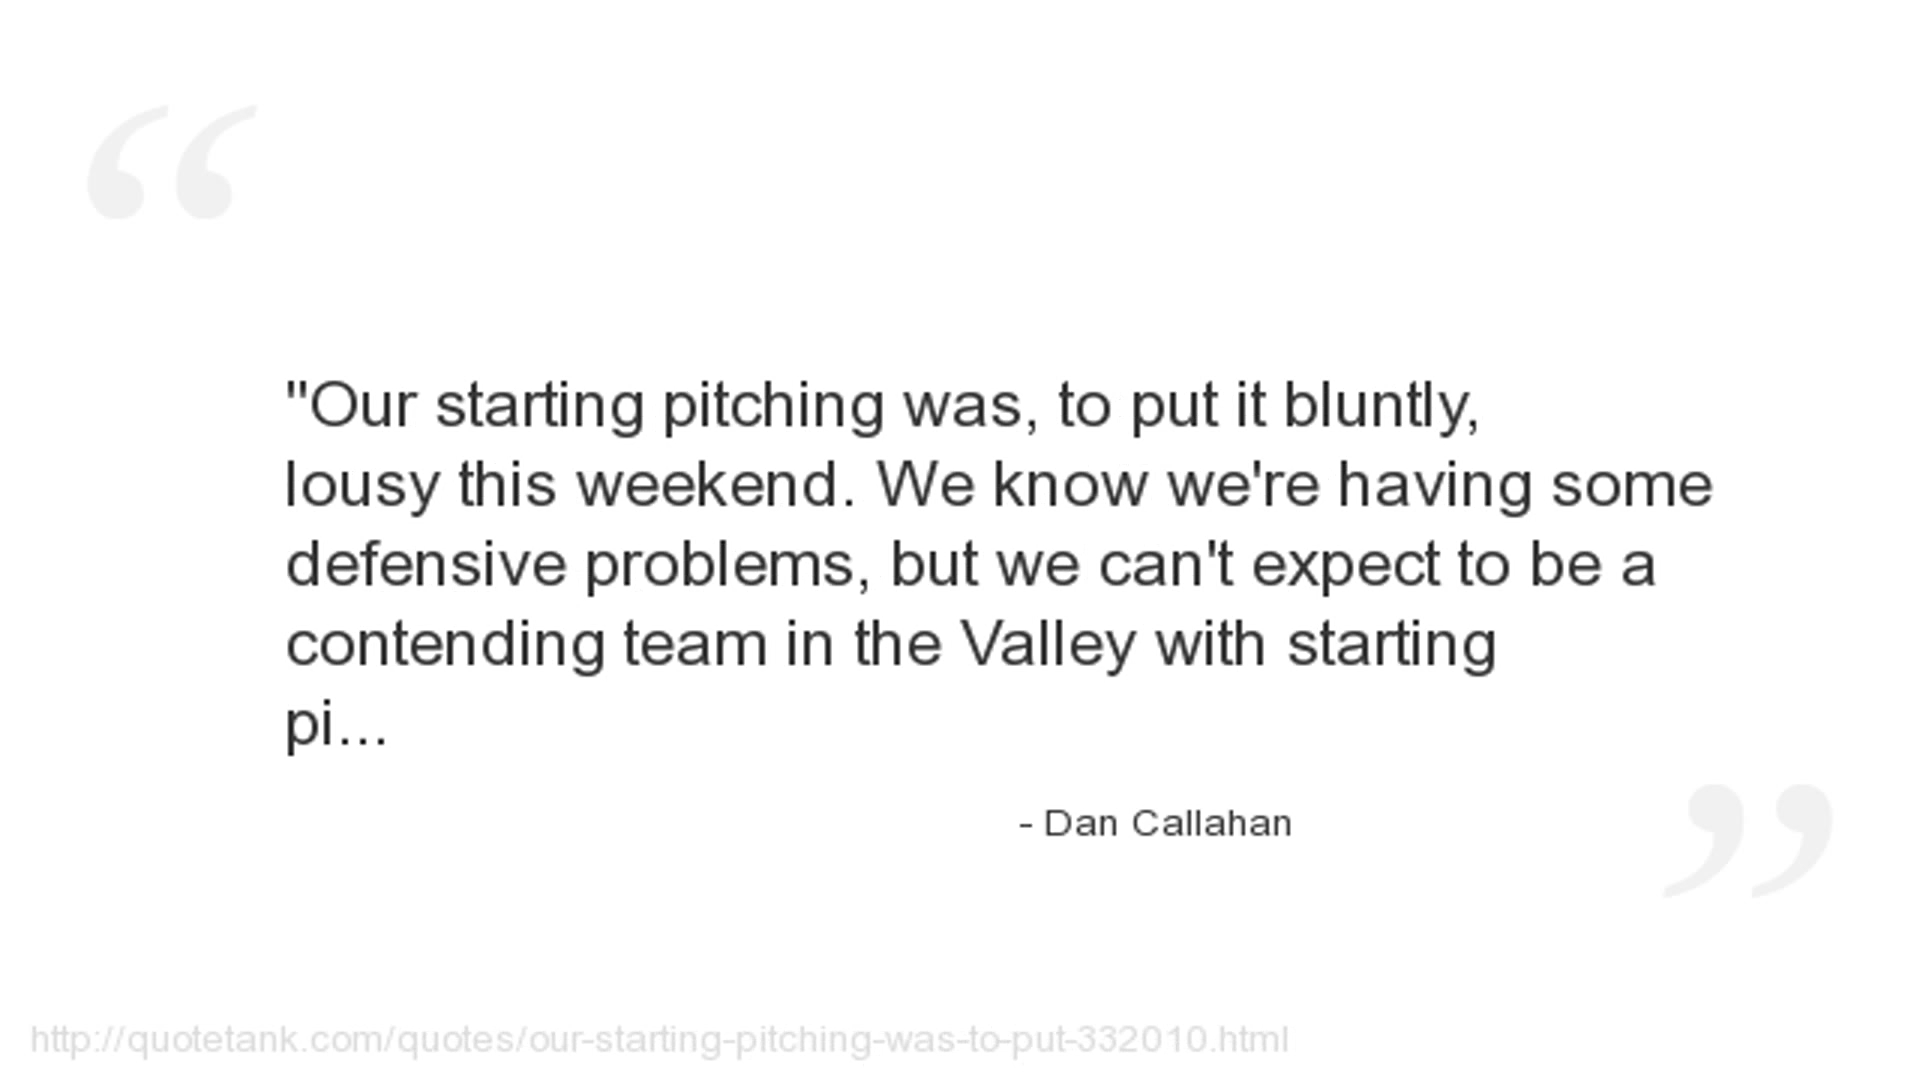 "Our starting pitching was, to put it bluntly,
lousy this weekend. We know we're having some
defensive problems, but we can't expect to be a
contending team in the Valley with starting
pi...
- Dan Callahan
http://quotetank.com/quotes/our-starting-pitching-was-to-put-332010.html